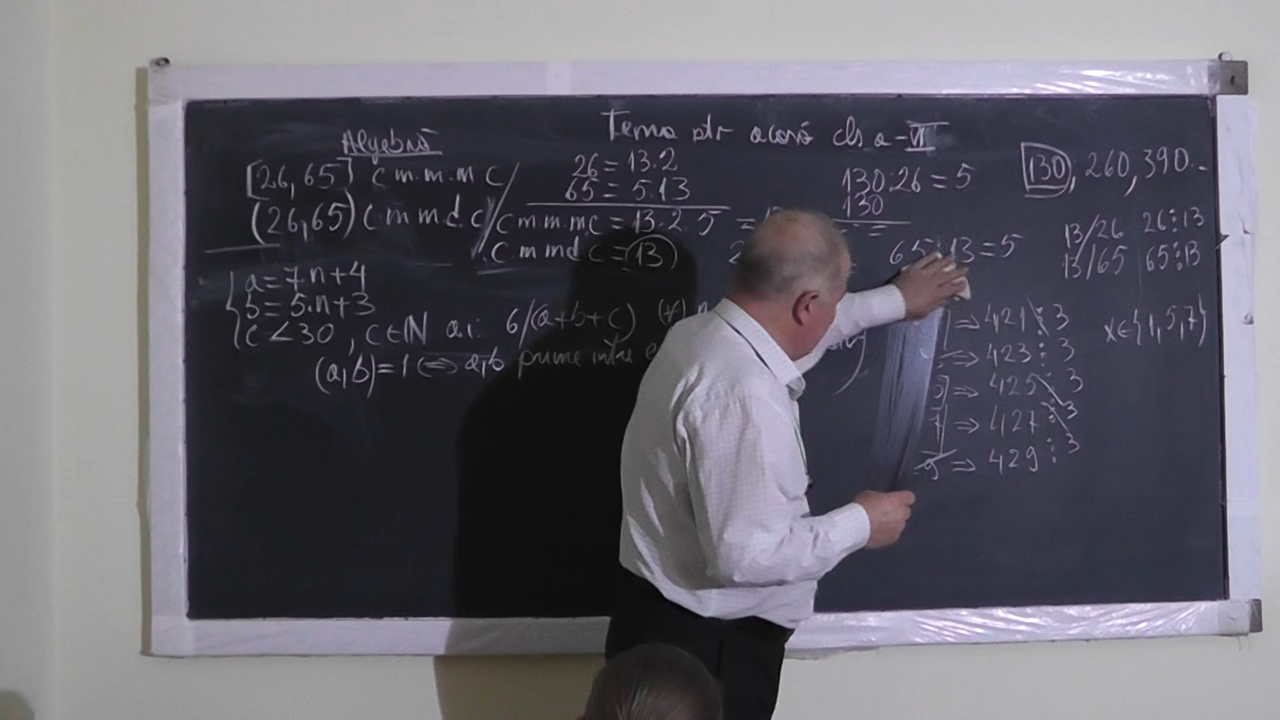 Tema ptr acasă cls a-VI
Algebră
[26,65] c.m.m.m.c/
(26,65) c.m.m.d.c/
26 = 13.2
65 = 5.13
c.m.m.m.c = 13.2.5 =
c.m.m.d.c = (13)
130:26 = 5
130
= =
65:13=5
130, 260, 390..
13/26 26⋮13
13/65 65⋮13
a=7.n+4
b=5.n+3
c<30, c∈N a.î. 6/(a+b+c) (∀) n
(a,b)=1 ⇔ a,b prime între
⇒ 421 ⋮̸ 3
⇒ 423 ⋮ 3
5 ⇒ 425 ⋮̸ 3
7 ⇒ 427 ⋮̸ 3
9 ⇒ 429 ⋮ 3
x∈{1,5,7}